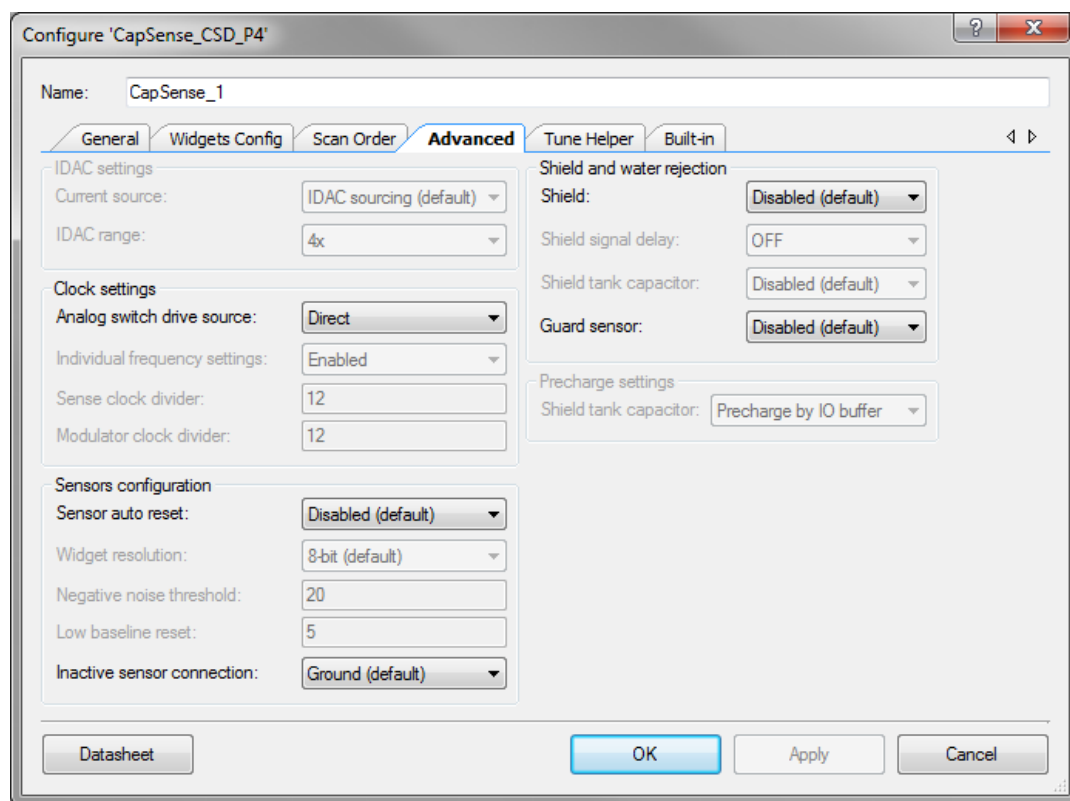 Configure 'CapSense_CSD_P4'
Name: CapSense_1
General Widgets Config Scan Order Advanced Tune Helper Built-in
IDAC settings
Current source: IDAC sourcing (default)
IDAC range: 4x
Clock settings
Analog switch drive source: Direct
Individual frequency settings: Enabled
Sense clock divider: 12
Modulator clock divider: 12
Sensors configuration
Sensor auto reset: Disabled (default)
Widget resolution: 8-bit (default)
Negative noise threshold: 20
Low baseline reset: 5
Inactive sensor connection: Ground (default)
Shield and water rejection
Shield: Disabled (default)
Shield signal delay: OFF
Shield tank capacitor: Disabled (default)
Guard sensor: Disabled (default)
Precharge settings
Shield tank capacitor: Precharge by IO buffer
Datasheet OK Apply Cancel